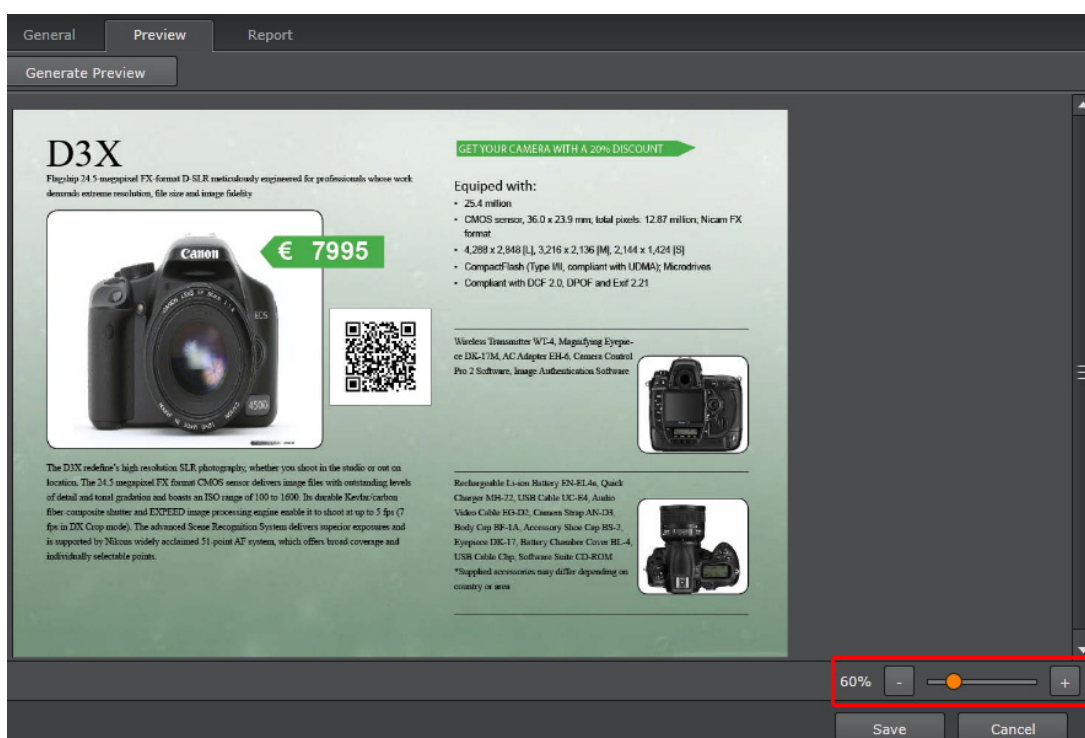 General
Preview
Report
Generate Preview
D3X
Flagship 24.5-megapixel FX-format D-SLR meticulously engineered for professionals whose work
demands extreme resolution, file size and image fidelity
Canon
€ 7995
EOS
450D
The D3X redefine's high resolution SLR photography, whether you shoot in the studio or out on
location. The 24.5 megapixel FX format CMOS sensor delivers image files with outstanding levels
of detail and tonal gradation and boasts an ISO range of 100 to 1600. Its durable Kevlar/carbon
fiber-composite shutter and EXPEED image processing engine enable it to shoot at up to 5 fps (7
fps in DX Crop mode). The advanced Scene Recognition System delivers superior exposures and
is supported by Nikons widely acclaimed 51-point AF system, which offers broad coverage and
individually selectable points.
GET YOUR CAMERA WITH A 20% DISCOUNT
Equiped with:
• 25.4 million
• CMOS sensor, 36.0 x 23.9 mm; total pixels: 12.87 million; Nicam FX
format
• 4,288 x 2,848 [L], 3,216 x 2,136 [M], 2,144 x 1,424 [S]
• CompactFlash (Type I/II, compliant with UDMA); Microdrives
• Compliant with DCF 2.0, DPOF and Exif 2.21
Wireless Transmitter WT-4, Magnifying Eyepie-
ce DK-17M, AC Adapter EH-6, Camera Control
Pro 2 Software, Image Authentication Software
Rechargeable Li-ion Battery EN-EL4a, Quick
Charger MH-22, USB Cable UC-E4, Audio
Video Cable EG-D2, Camera Strap AN-D3,
Body Cap BF-1A, Accessory Shoe Cap BS-2,
Eyepiece DK-17, Battery Chamber Cover BL-4,
USB Cable Clip, Software Suite CD-ROM
*Supplied accessories may differ depending on
country or area
60%
-
+
Save
Cancel